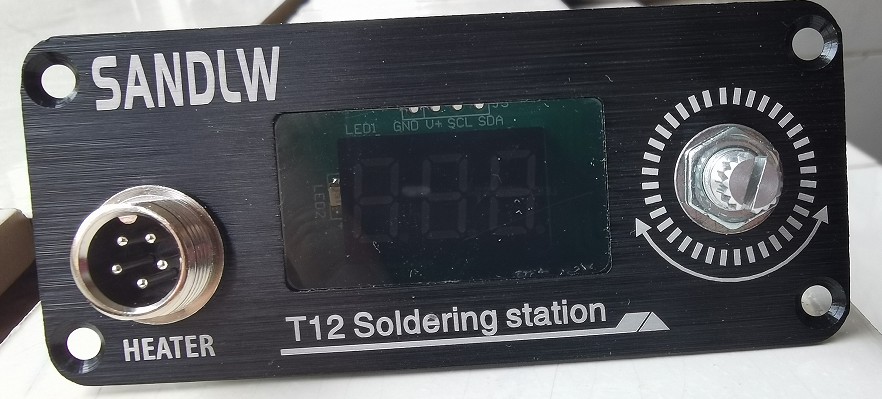 SANDLW
LED1 GND V+ SCL SDA
LED2
HEATER
T12 Soldering station